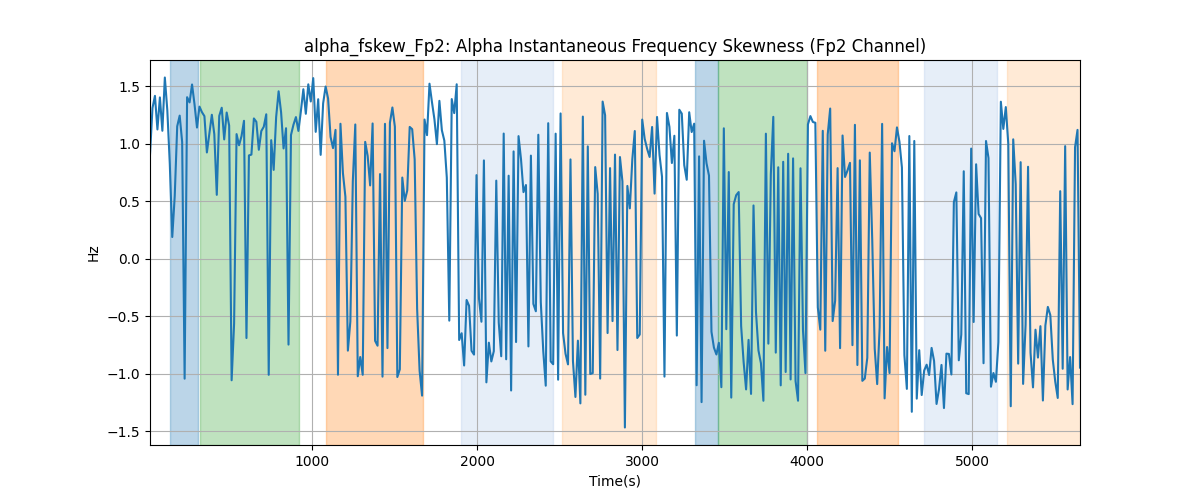 alpha_fskew_Fp2: Alpha Instantaneous Frequency Skewness (Fp2 Channel)
1.5
1.0
0.5
0.0
−0.5
−1.0
−1.5
Hz
1000 2000 3000 4000 5000
Time(s)